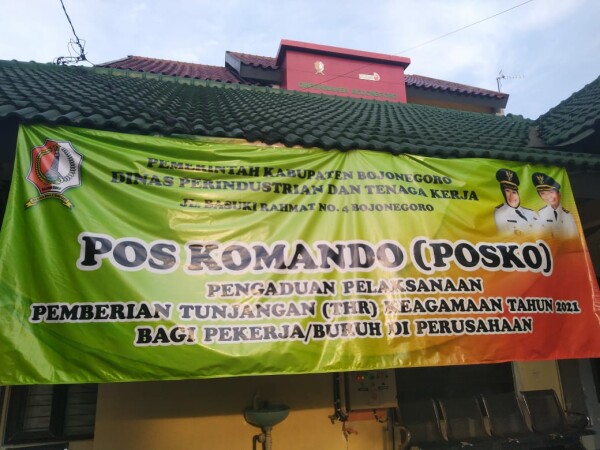 PEMERINTAH KABUPATEN BOJONEGORO
DINAS PERINDUSTRIAN DAN TENAGA KERJA
JL. BASUKI RAHMAT NO. 4 BOJONEGORO
POS KOMANDO (POSKO)
PENGADUAN PELAKSANAAN
PEMBERIAN TUNJANGAN (THR) KEAGAMAAN TAHUN 2021
BAGI PEKERJA/BURUH DI PERUSAHAAN